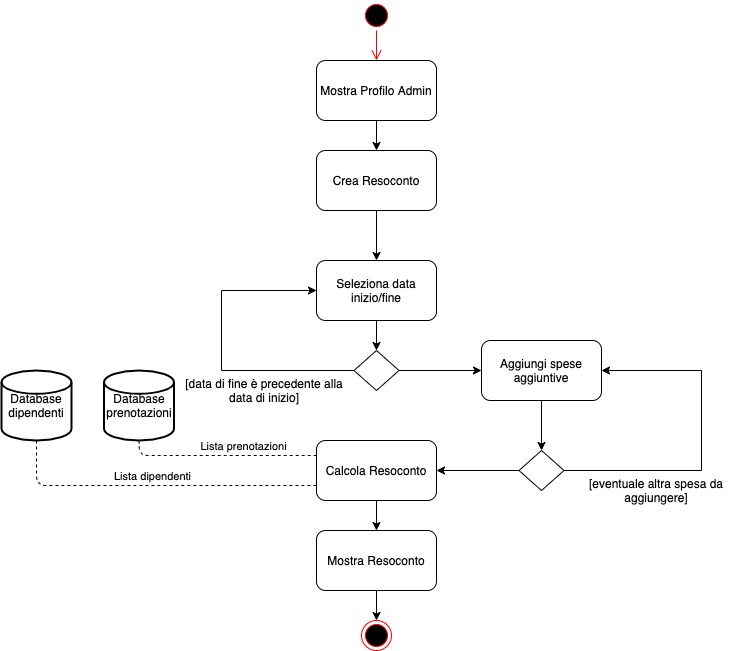 Mostra Profilo Admin
Crea Resoconto
Seleziona data
inizio/fine
Aggiungi spese
aggiuntive
[data di fine è precedente alla
data di inizio]
Database
dipendenti
Database
prenotazioni
Lista prenotazioni
Lista dipendenti
Calcola Resoconto
[eventuale altra spesa da
aggiungere]
Mostra Resoconto